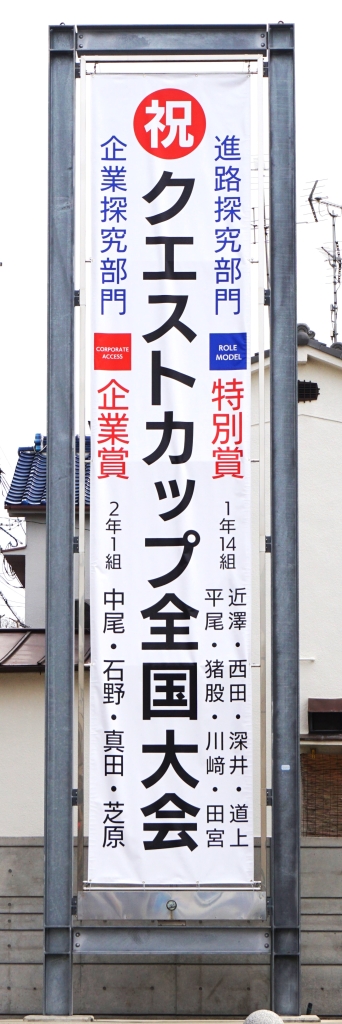 祝
クエストカップ全国大会
進路探究部門
ROLE
MODEL
特別賞
1年14組
近澤・西田・深井・道上
平尾・猪股・川﨑・田宮
企業探究部門
CORPORATE
ACCESS
企業賞
2年1組
中尾・石野・真田・芝原